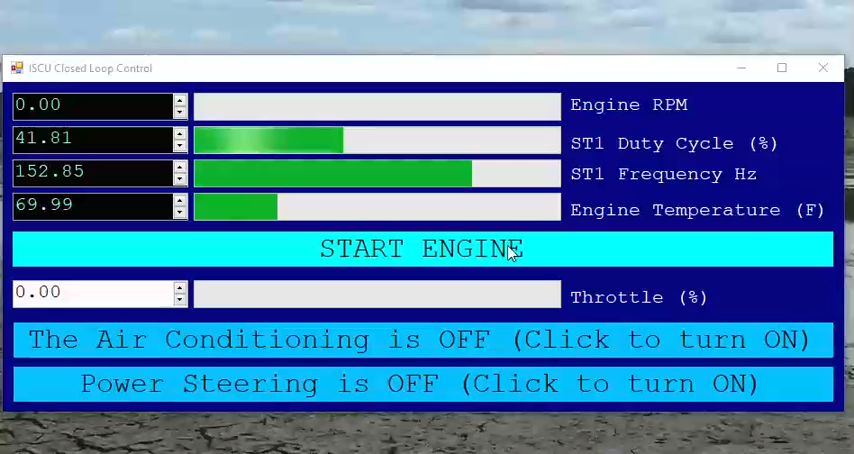 ISCU Closed Loop Control
0.00 Engine RPM
41.81 ST1 Duty Cycle (%)
152.85 ST1 Frequency Hz
69.99 Engine Temperature (F)
START ENGINE
0.00 Throttle (%)
The Air Conditioning is OFF (Click to turn ON)
Power Steering is OFF (Click to turn ON)